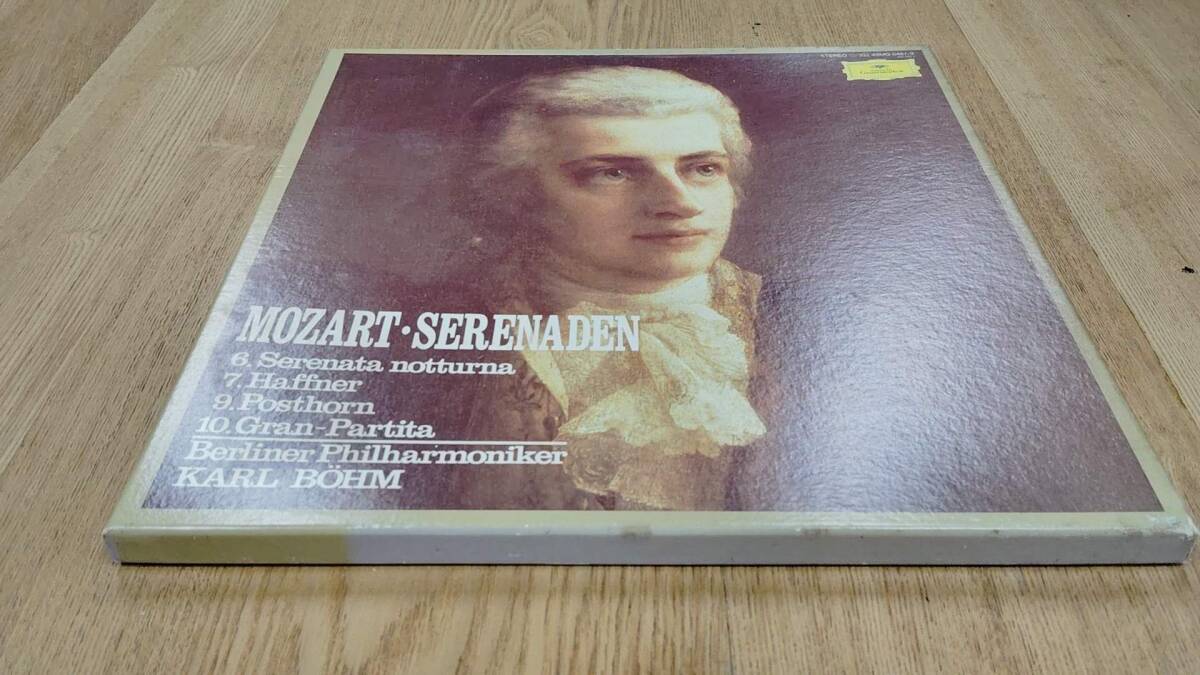 STEREO
MOZART·SERENADEN
6. Serenata notturna
7. Haffner
9. Posthorn
10. Gran-Partita
Berliner Philharmoniker
KARL BÖHM